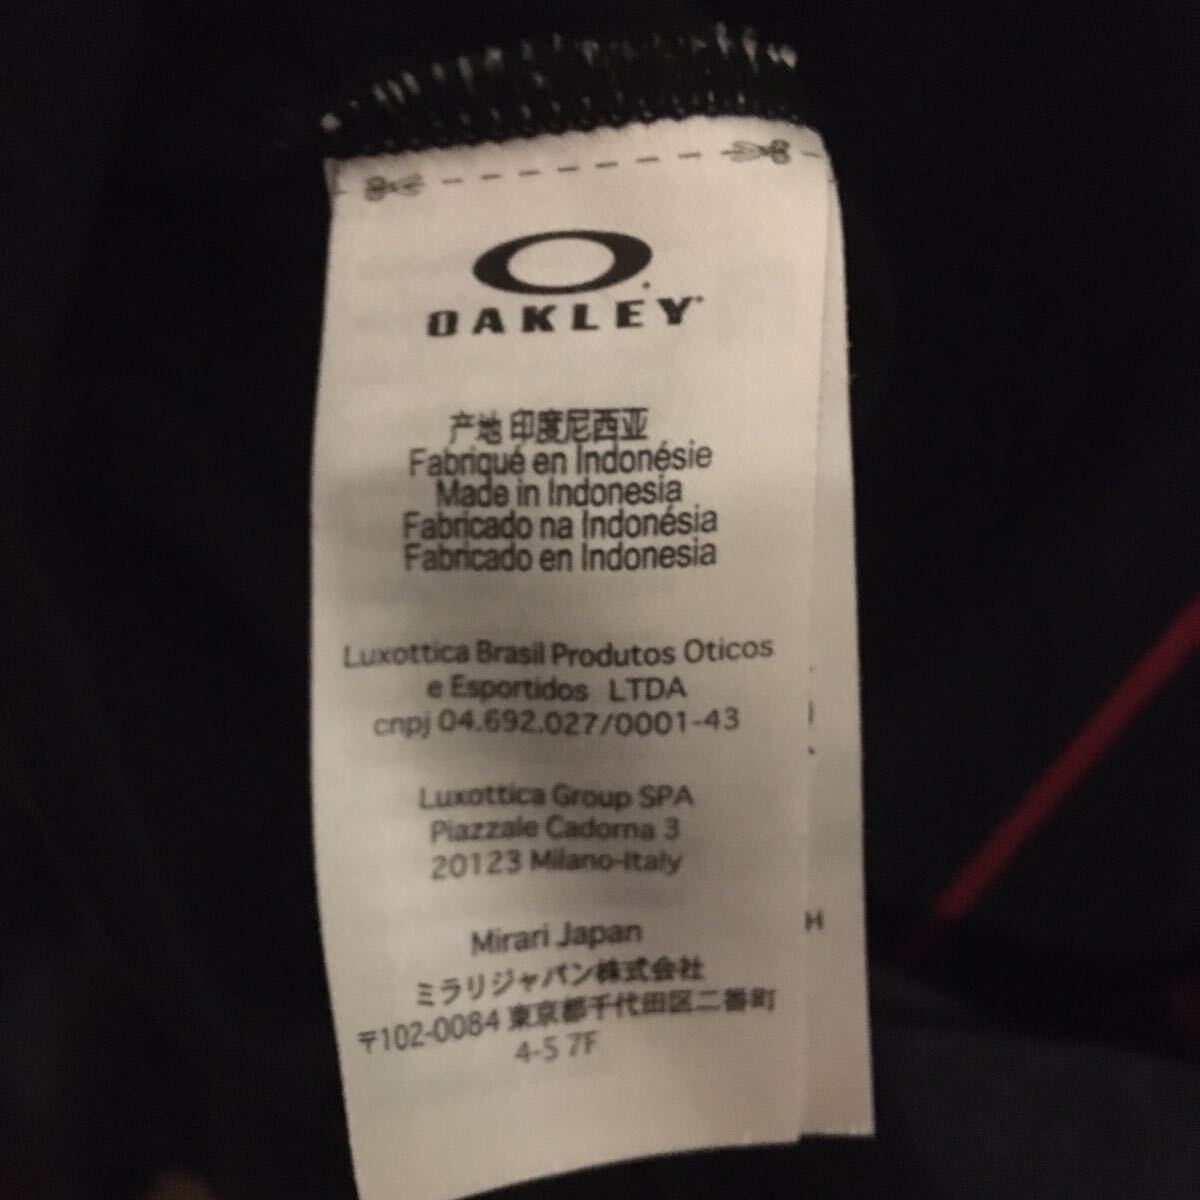 OAKLEY
产地 印度尼西亚
Fabriqué en Indonésie
Made in Indonesia
Fabricado na Indonésia
Fabricado en Indonesia
Luxottica Brasil Produtos Oticos
e Esportidos LTDA
cnpj 04.692.027/0001-43
Luxottica Group SPA
Piazzale Cadorna 3
20123 Milano-Italy
Mirari Japan
ミラリジャパン株式会社
〒102-0084 東京都千代田区二番町
4-5 7F
H